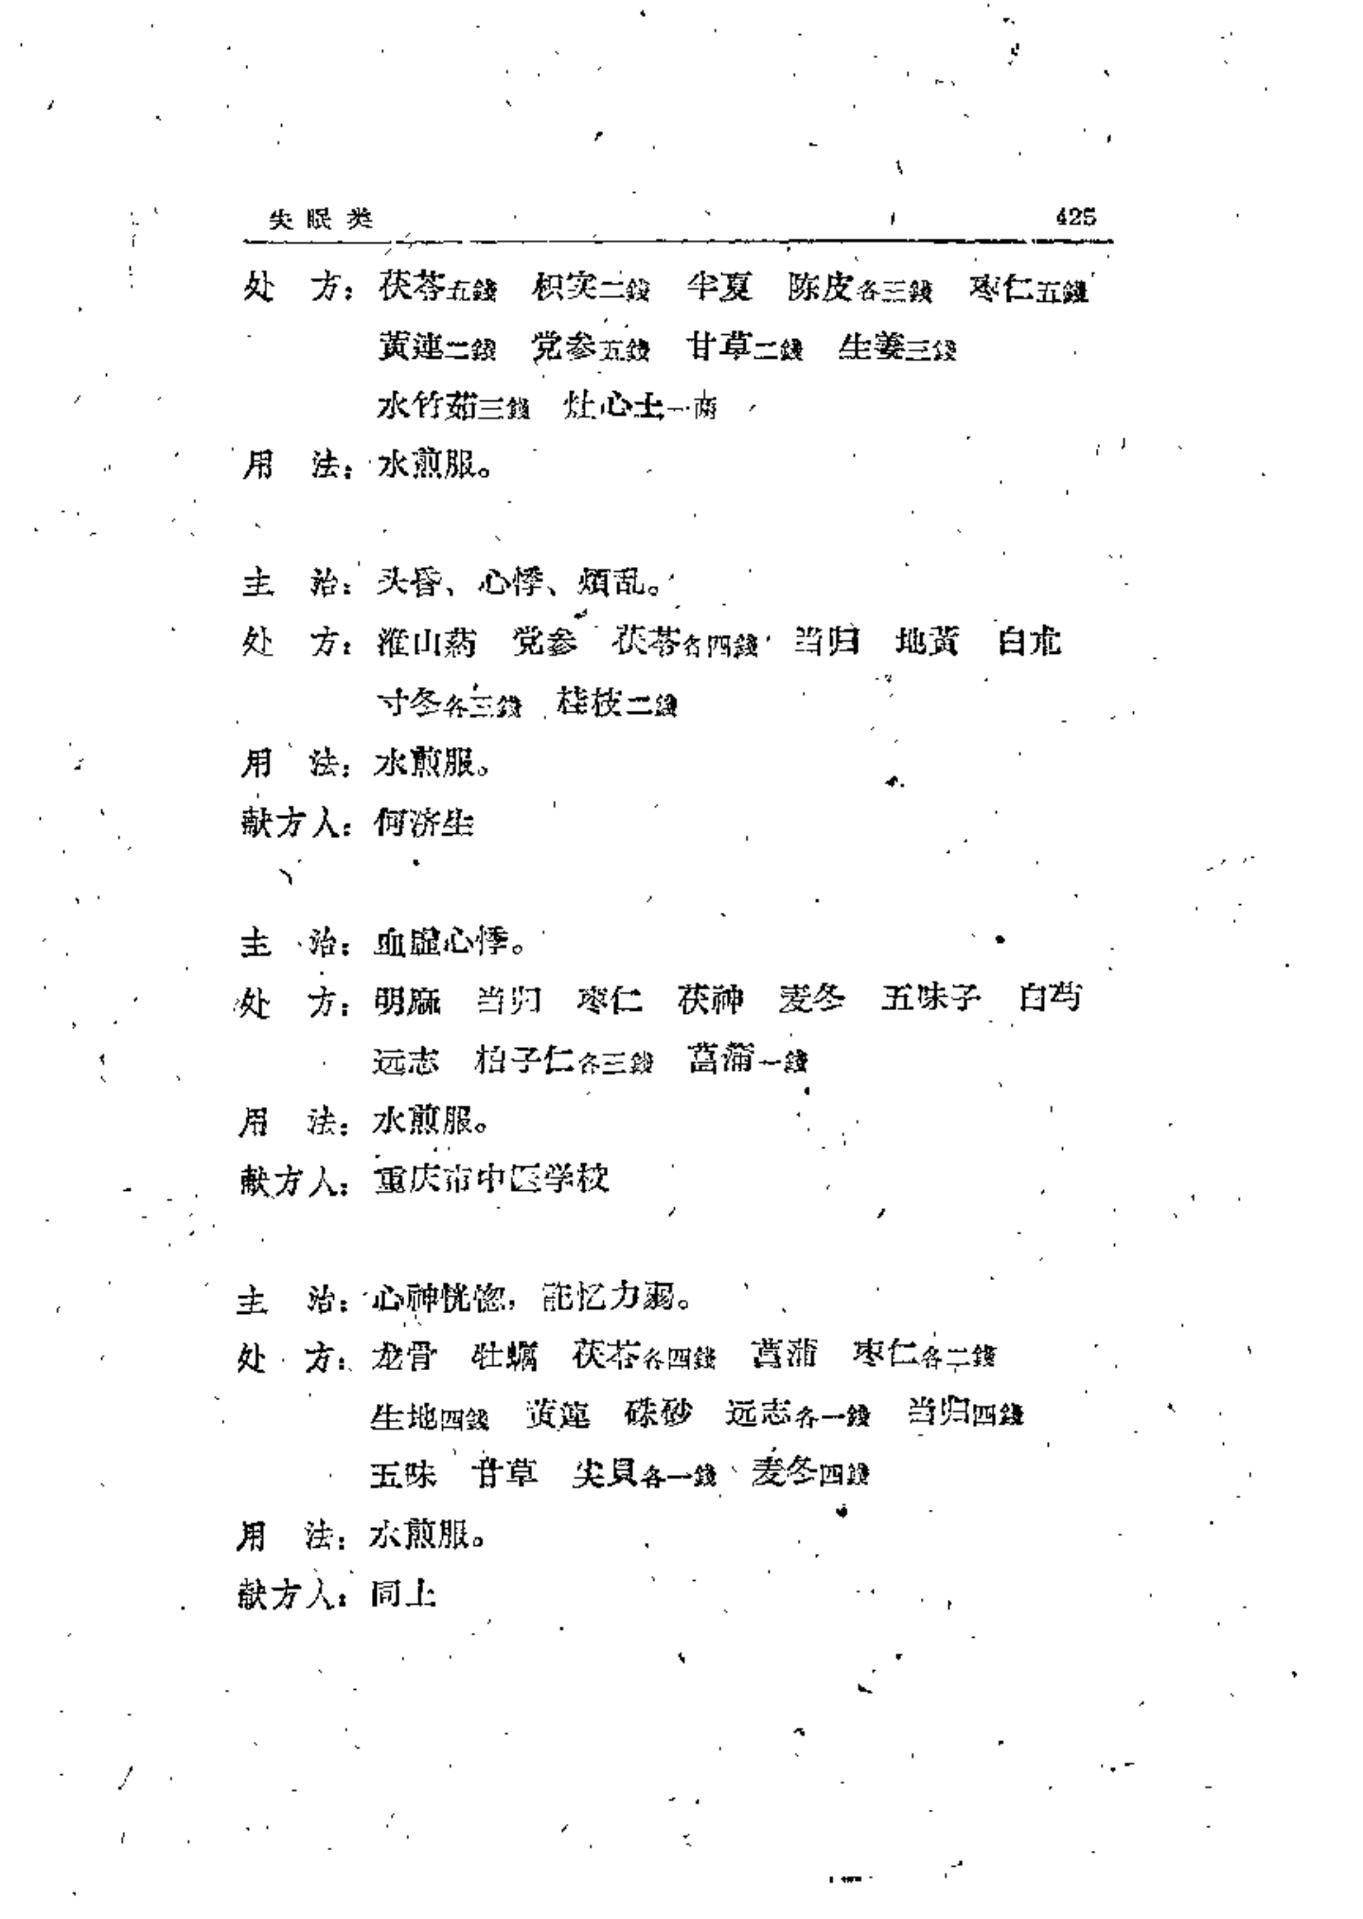 失眠类 425
处　方：茯苓五錢　枳实二錢　半夏　陈皮各三錢　枣仁五錢
黃連二錢　党参五錢　甘草二錢　生姜三錢
水竹茹三錢　灶心土一両
用　法：水煎服。
主　治：头昏、心悸、煩乱。
处　方：淮山药　党参　茯苓各四錢　当归　地黃　白朮
寸冬各三錢　桂枝二錢
用　法：水煎服。
献方人：何济生
主　治：血虛心悸。
处　方：明麻　当归　枣仁　茯神　麦冬　五味子　白芍
远志　柏子仁各三錢　菖蒲一錢
用　法：水煎服。
献方人：重庆市中医学校
主　治：心神恍惚，記忆力弱。
处　方：龙骨　牡蠣　茯苓各四錢　菖蒲　枣仁各二錢
生地四錢　黃連　硃砂　远志各一錢　当归四錢
五味　甘草　尖貝各一錢　麦冬四錢
用　法：水煎服。
献方人：同上